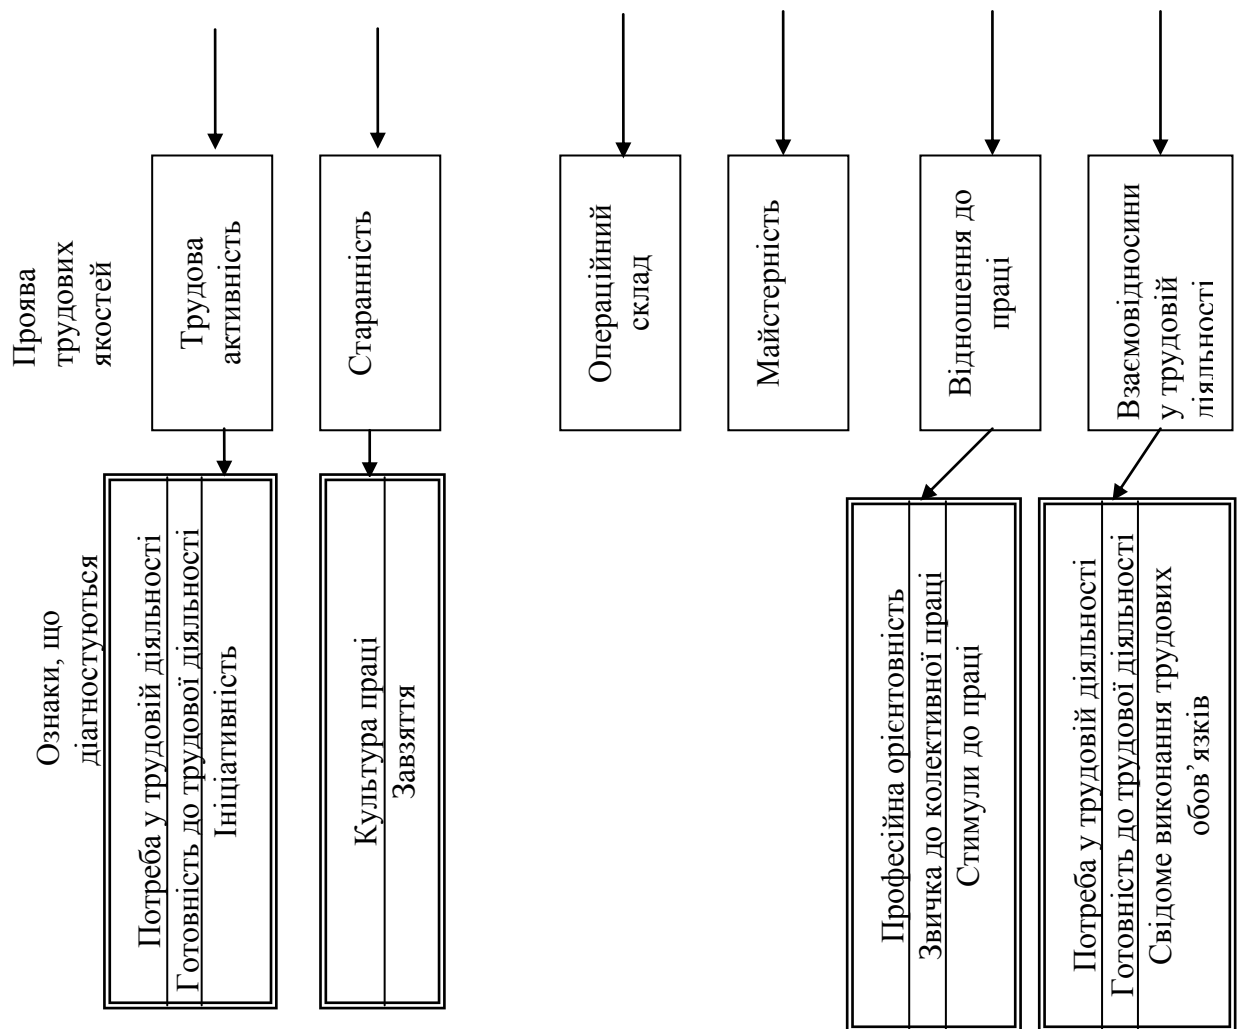 Проява
трудових
якостей
Трудова
активність
Старанність
Операційний
склад
Майстерність
Відношення до
праці
Взаємовідносини
у трудовій
діяльності
Ознаки, що
діагностуються
Потреба у трудовій діяльності
Готовність до трудової діяльності
Ініціативність
Культура праці
Завзяття
Професійна орієнтовність
Звичка до колективної праці
Стимули до праці
Потреба у трудовій діяльності
Готовність до трудової діяльності
Свідоме виконання трудових
обов’язків